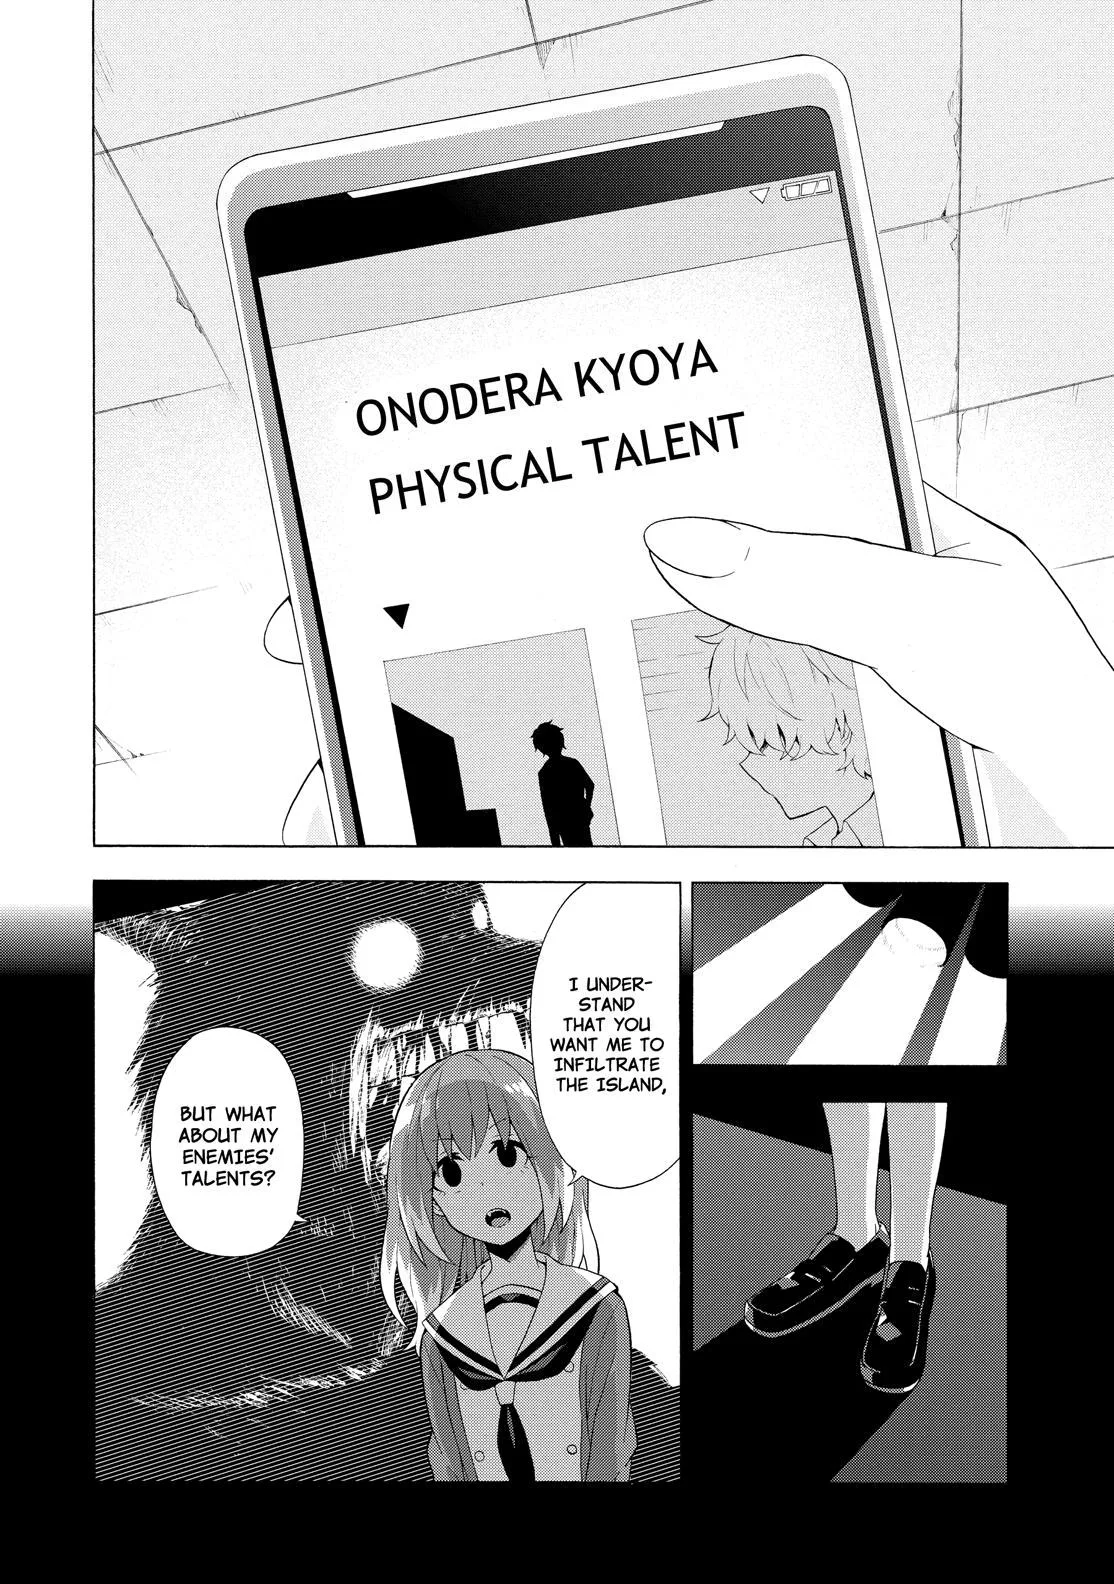 ONODERA KYOYA
PHYSICAL TALENT
I UNDER-
STAND
THAT YOU
WANT ME TO
INFILTRATE
THE ISLAND,
BUT WHAT
ABOUT MY
ENEMIES'
TALENTS?